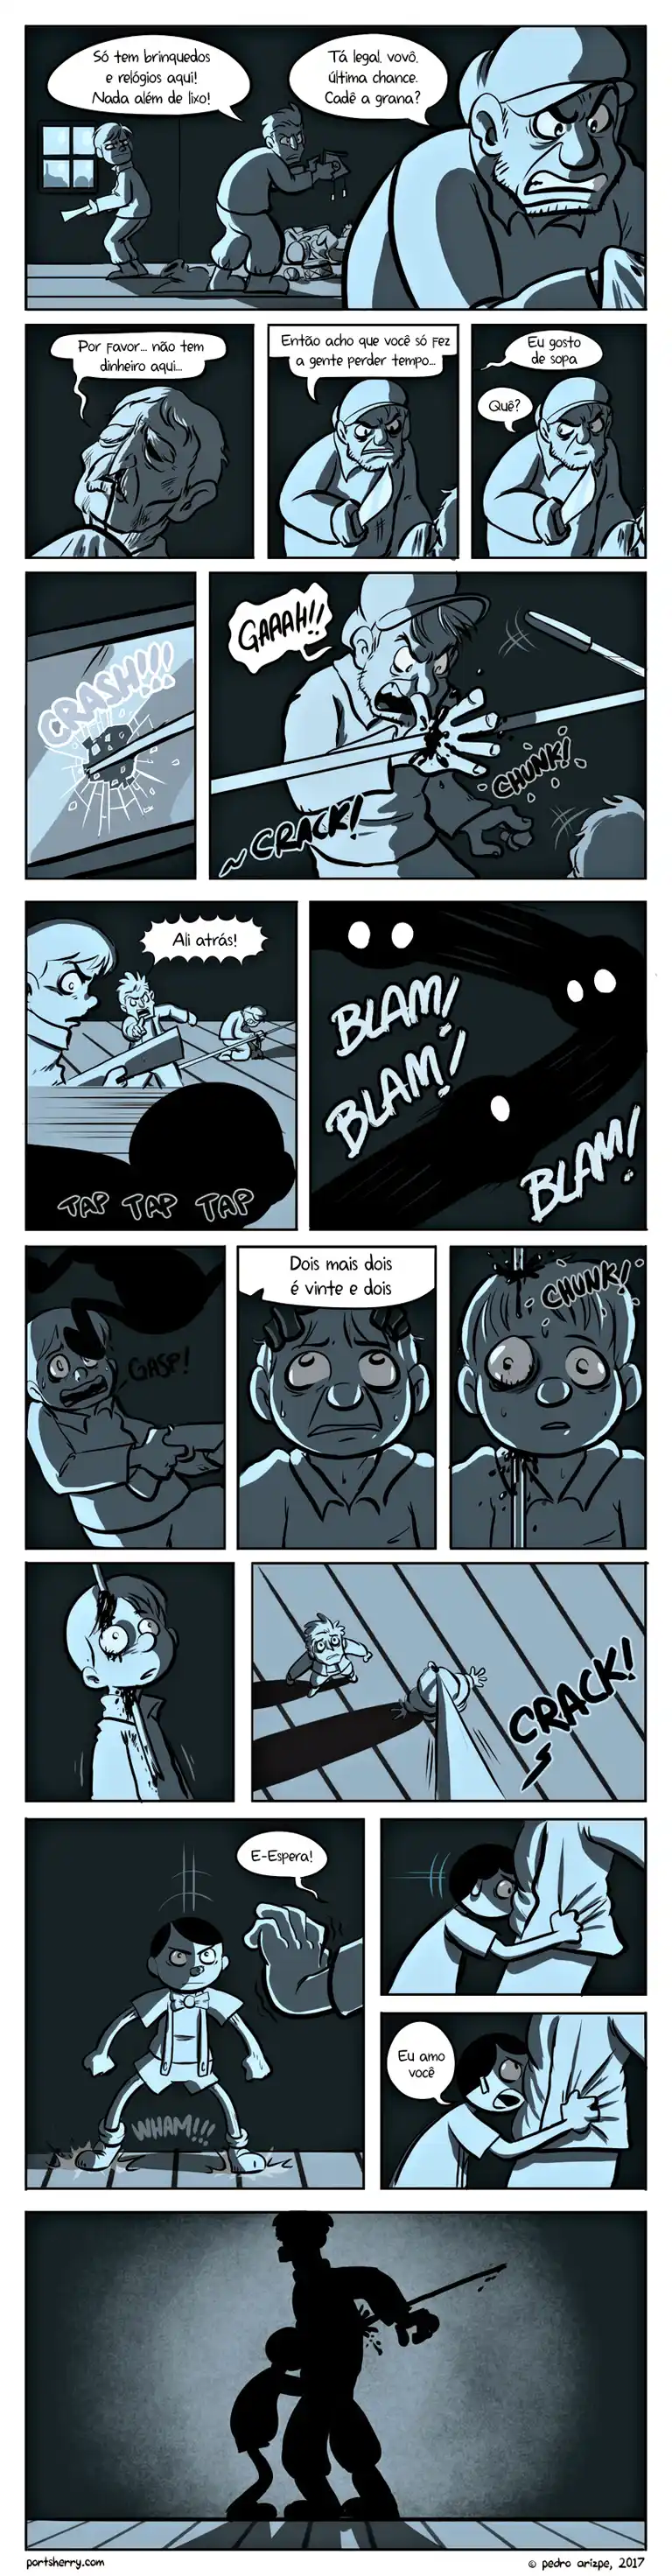 Só tem brinquedos
e relógios aqui!
Nada além de lixo!
Tá legal, vovô,
última chance.
Cadê a grana?
Por favor... não tem
dinheiro aqui...
Então acho que você só fez
a gente perder tempo...
Eu gosto
de sopa
Quê?
CRASH!!!
GAAAH!!
CHUNK!
CRACK!
Ali atrás!
TAP TAP TAP
BLAM!
BLAM!
BLAM!
GASP!
Dois mais dois
é vinte e dois
CHUNK!
CRACK!
E-Espera!
WHAM!!!
Eu amo
você
portsherry.com
© pedro arizpe, 2017